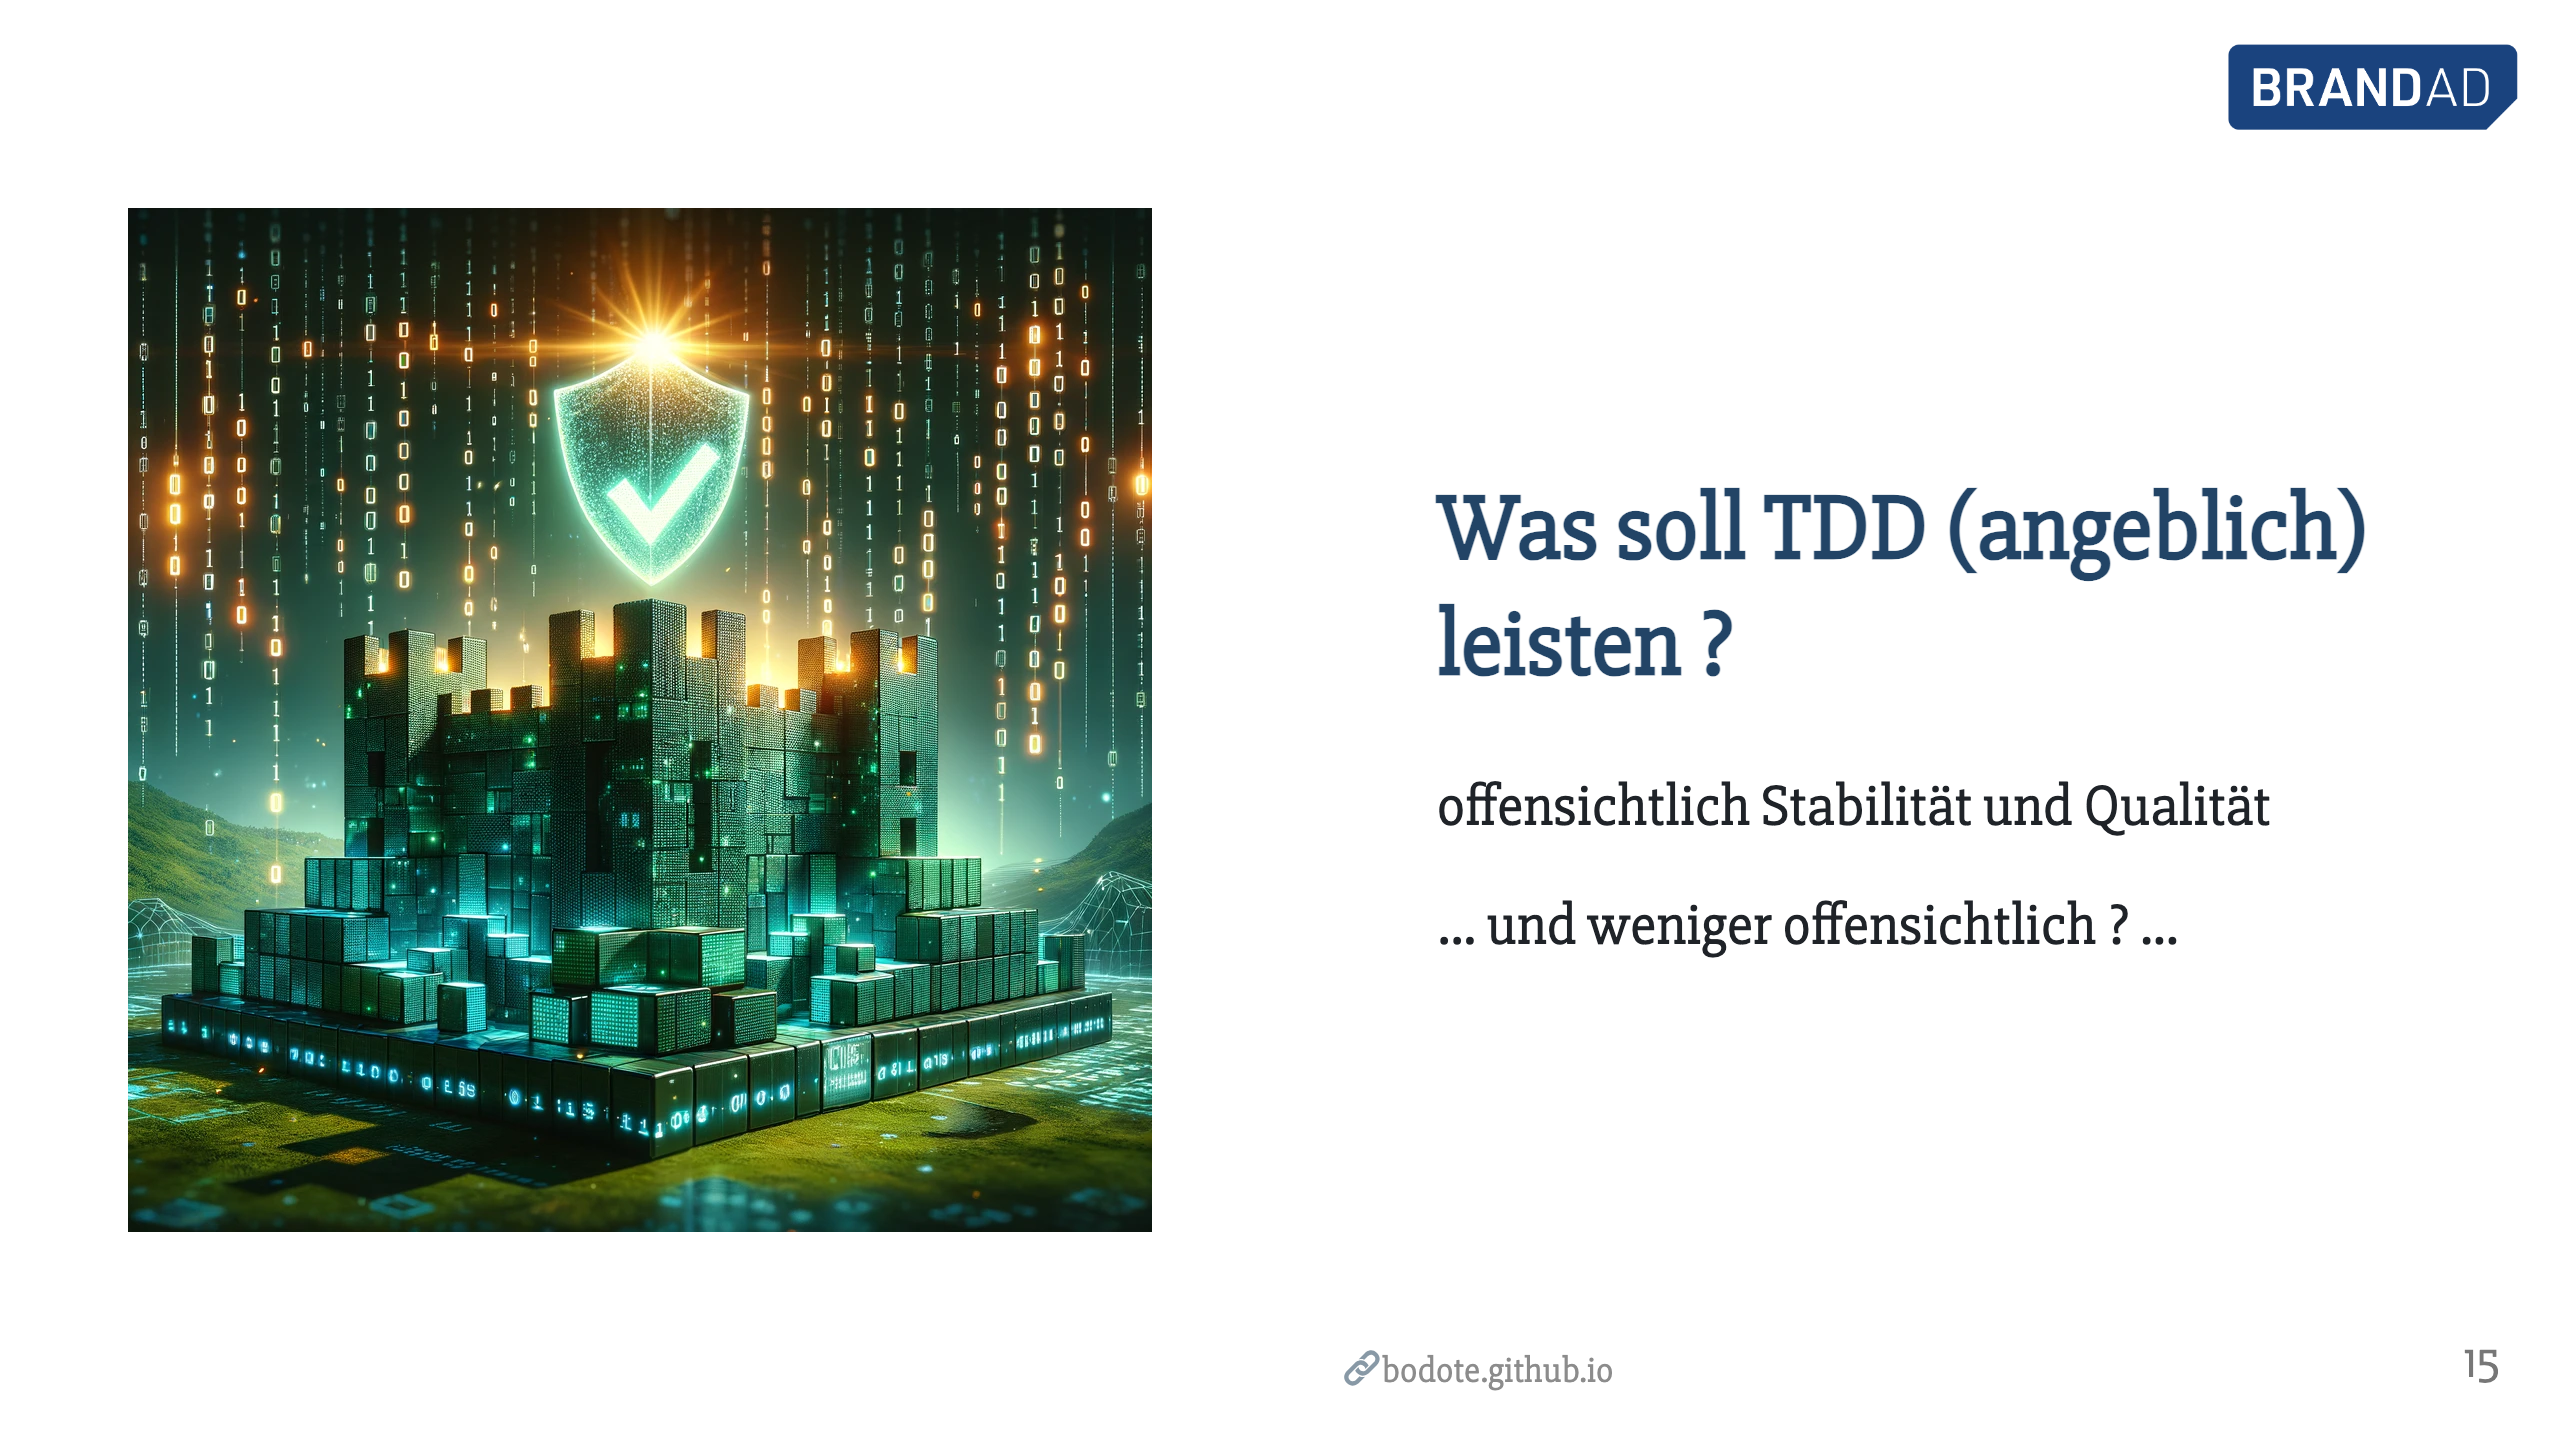 BRANDAD
Was soll TDD (angeblich)
leisten ?
offensichtlich Stabilität und Qualität
... und weniger offensichtlich ? ...
bodote.github.io
15